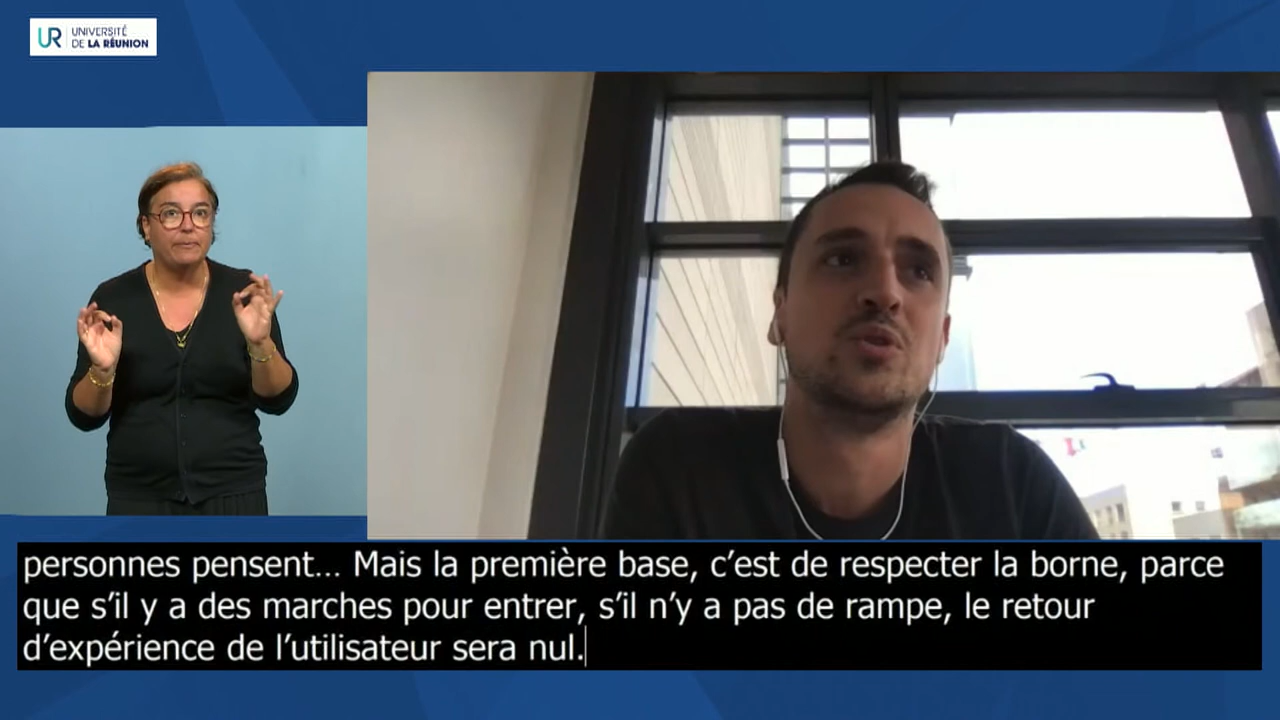 UR UNIVERSITÉ
DE LA RÉUNION
personnes pensent... Mais la première base, c’est de respecter la borne, parce
que s’il y a des marches pour entrer, s’il n’y a pas de rampe, le retour
d’expérience de l’utilisateur sera nul.